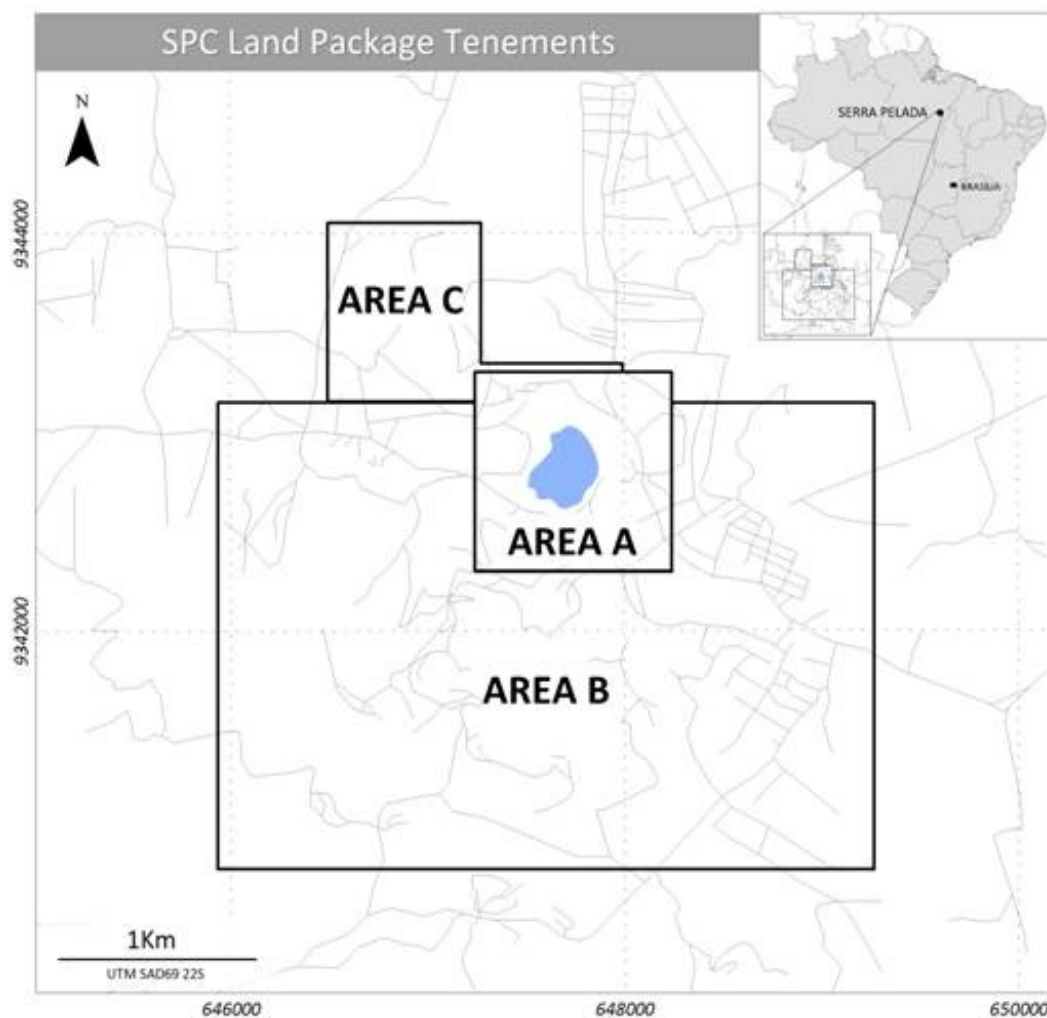 SPC Land Package Tenements
N
SERRA PELADA
BRASILIA
9344000
AREA C
AREA A
9342000
AREA B
1Km
UTM SAD69 22S
646000
648000
650000